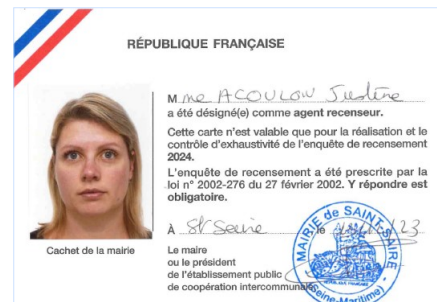 RÉPUBLIQUE FRANÇAISE
Mme ACOULON Justine
a été désigné(e) comme agent recenseur.
Cette carte n'est valable que pour la réalisation et le
contrôle d'exhaustivité de l'enquête de recensement
2024.
L'enquête de recensement a été prescrite par la
loi n° 2002-276 du 27 février 2002. Y répondre est
obligatoire.
À St Saire le 23
Cachet de la mairie
Le maire
ou le président
de l'établissement public
de coopération intercommunale
MAIRIE de SAINT-SAIRE
(Seine-Maritime)